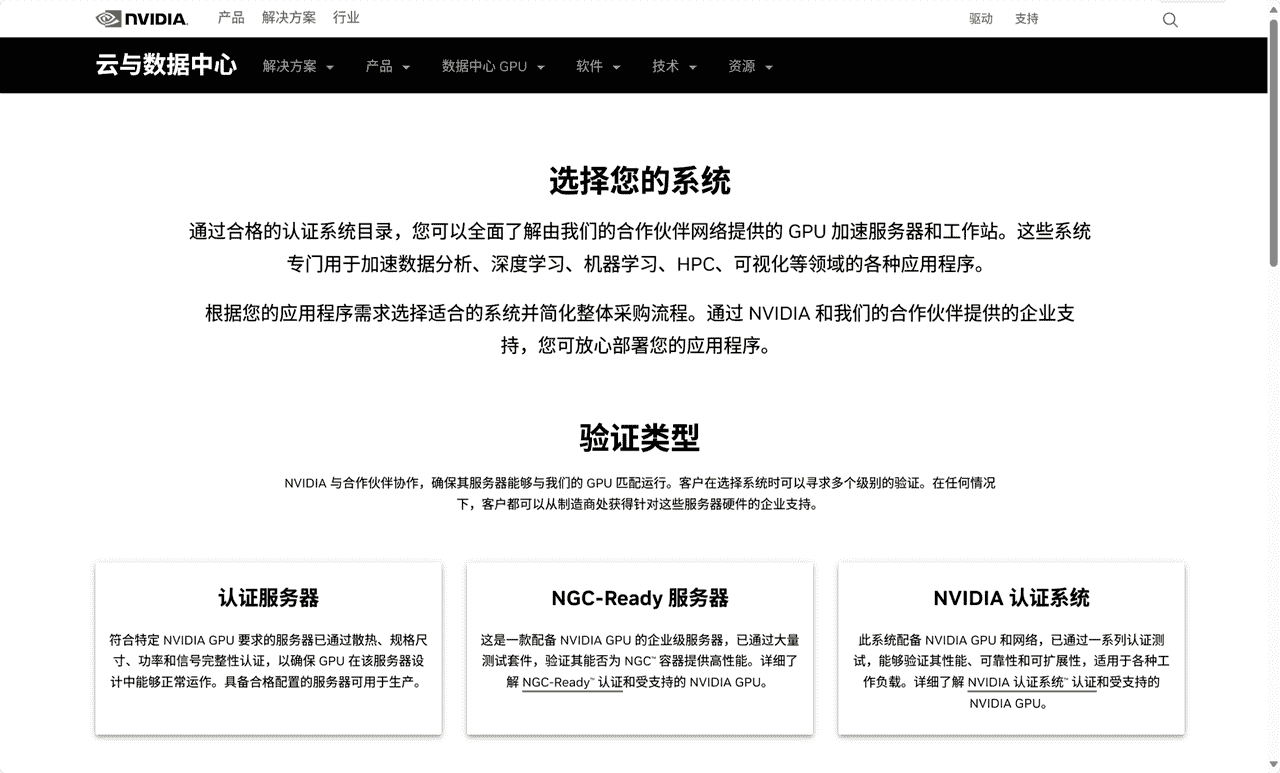 NVIDIA. 产品 解决方案 行业 驱动 支持
云与数据中心 解决方案 产品 数据中心 GPU 软件 技术 资源
选择您的系统
通过合格的认证系统目录，您可以全面了解由我们的合作伙伴网络提供的 GPU 加速服务器和工作站。这些系统
专门用于加速数据分析、深度学习、机器学习、HPC、可视化等领域的各种应用程序。
根据您的应用程序需求选择适合的系统并简化整体采购流程。通过 NVIDIA 和我们的合作伙伴提供的企业支
持，您可放心部署您的应用程序。
验证类型
NVIDIA 与合作伙伴协作，确保其服务器能够与我们的 GPU 匹配运行。客户在选择系统时可以寻求多个级别的验证。在任何情况
下，客户都可以从制造商处获得针对这些服务器硬件的企业支持。
认证服务器
符合特定 NVIDIA GPU 要求的服务器已通过散热、规格尺
寸、功率和信号完整性认证，以确保 GPU 在该服务器设
计中能够正常运作。具备合格配置的服务器可用于生产。
NGC-Ready 服务器
这是一款配备 NVIDIA GPU 的企业级服务器，已通过大量
测试套件，验证其能否为 NGC™ 容器提供高性能。详细了
解 NGC-Ready™ 认证和受支持的 NVIDIA GPU。
NVIDIA 认证系统
此系统配备 NVIDIA GPU 和网络，已通过一系列认证测
试，能够验证其性能、可靠性和可扩展性，适用于各种工
作负载。详细了解 NVIDIA 认证系统™ 认证和受支持的
NVIDIA GPU。